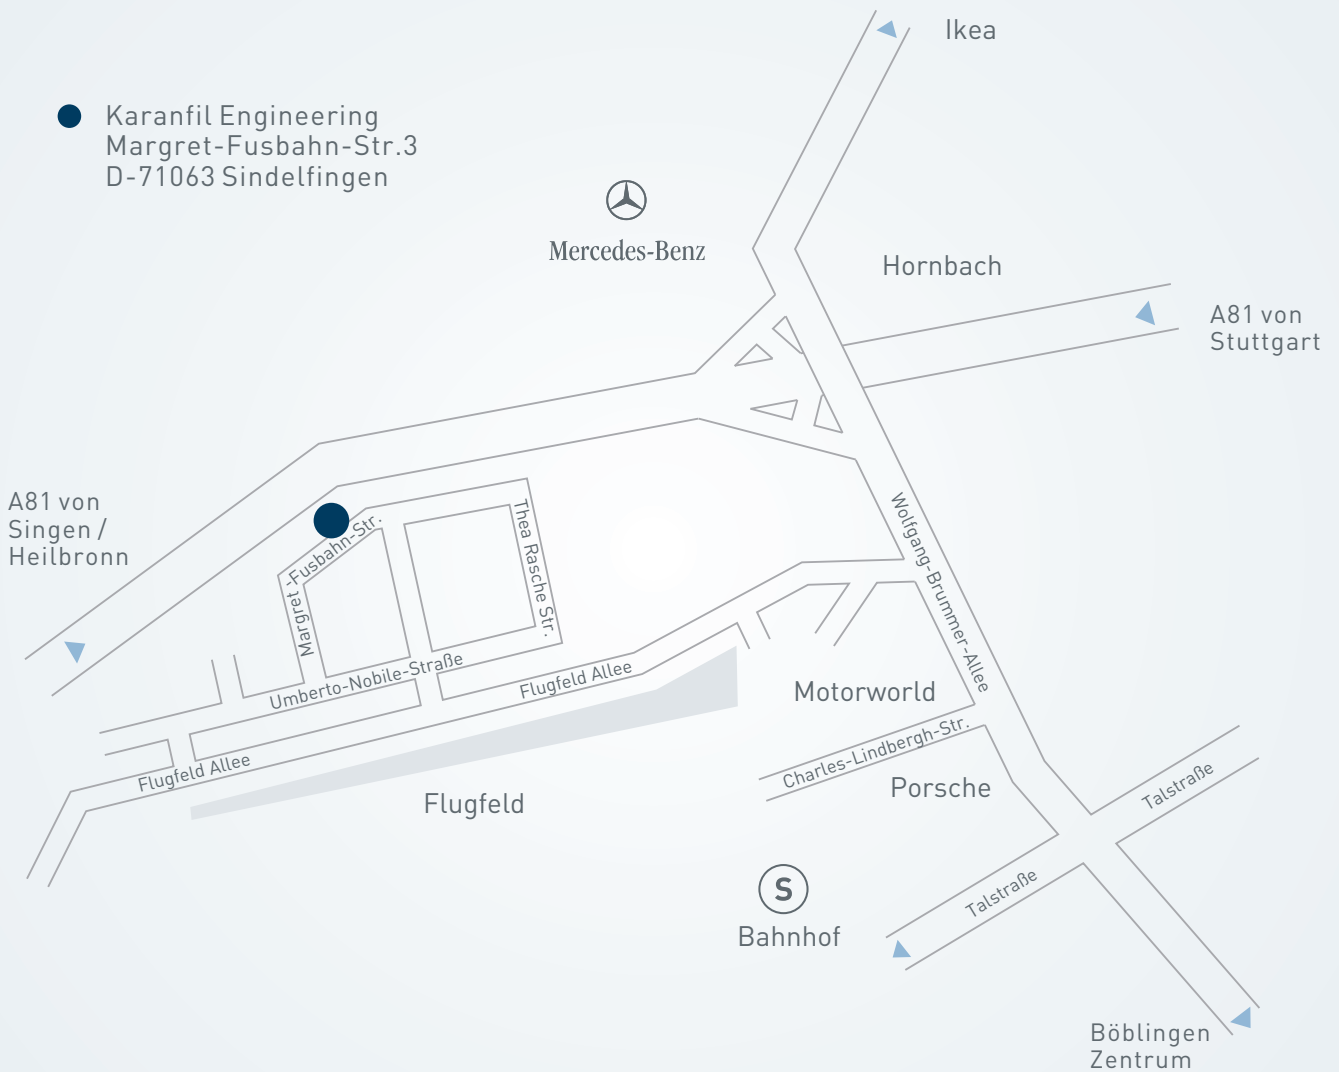 Ikea
Karanfil Engineering
Margret-Fusbahn-Str.3
D-71063 Sindelfingen
Mercedes-Benz
Hornbach
A81 von
Stuttgart
A81 von
Singen /
Heilbronn
Margret-Fusbahn-Str.
Thea Rasche Str.
Wolfgang-Brummer-Allee
Umberto-Nobile-Straße
Flugfeld Allee
Flugfeld Allee
Motorworld
Charles-Lindbergh-Str.
Porsche
Flugfeld
Talstraße
Talstraße
S
Bahnhof
Böblingen
Zentrum